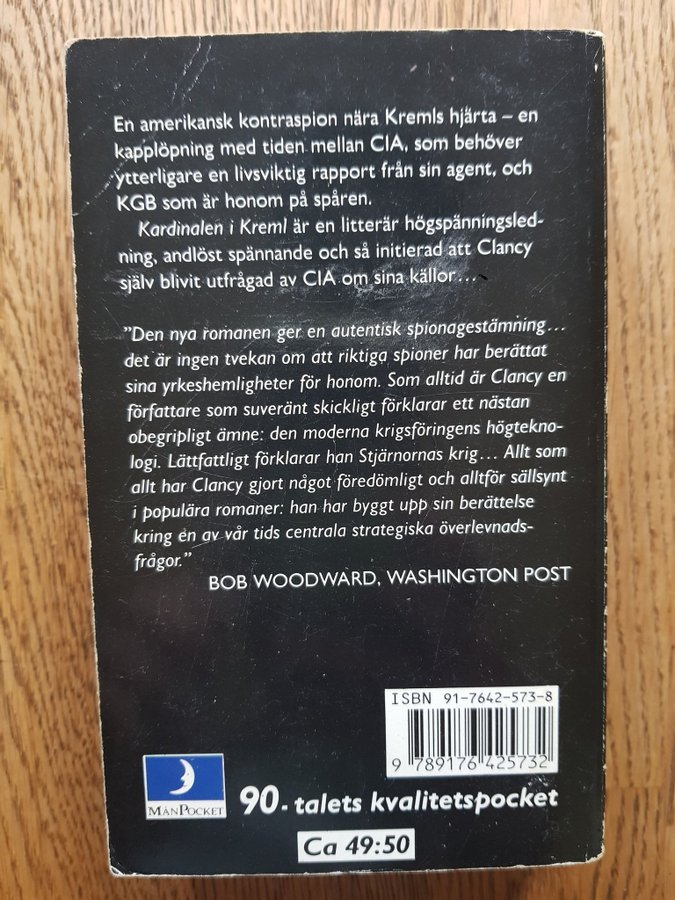 En amerikansk kontraspion nära Kremls hjärta – en
kapplöpning med tiden mellan CIA, som behöver
ytterligare en livsviktig rapport från sin agent, och
KGB som är honom på spåren.
Kardinalen i Kreml är en litterär högspänningsled-
ning, andlöst spännande och så initierad att Clancy
själv blivit utfrågad av CIA om sina källor…
”Den nya romanen ger en autentisk spionagestämning…
det är ingen tvekan om att riktiga spioner har berättat
sina yrkeshemligheter för honom. Som alltid är Clancy en
författare som suveränt skickligt förklarar ett nästan
obegripligt ämne: den moderna krigsföringens högtekno-
logi. Lättfattligt förklarar han Stjärnornas krig… Allt som
allt har Clancy gjort något föredömligt och alltför sällsynt
i populära romaner: han har byggt upp sin berättelse
kring en av vår tids centrala strategiska överlevnads-
frågor.”
BOB WOODWARD, WASHINGTON POST
ISBN 91-7642-573-8
9 789176 425732
MÅNPOCKET
90-talets kvalitetspocket
Ca 49:50